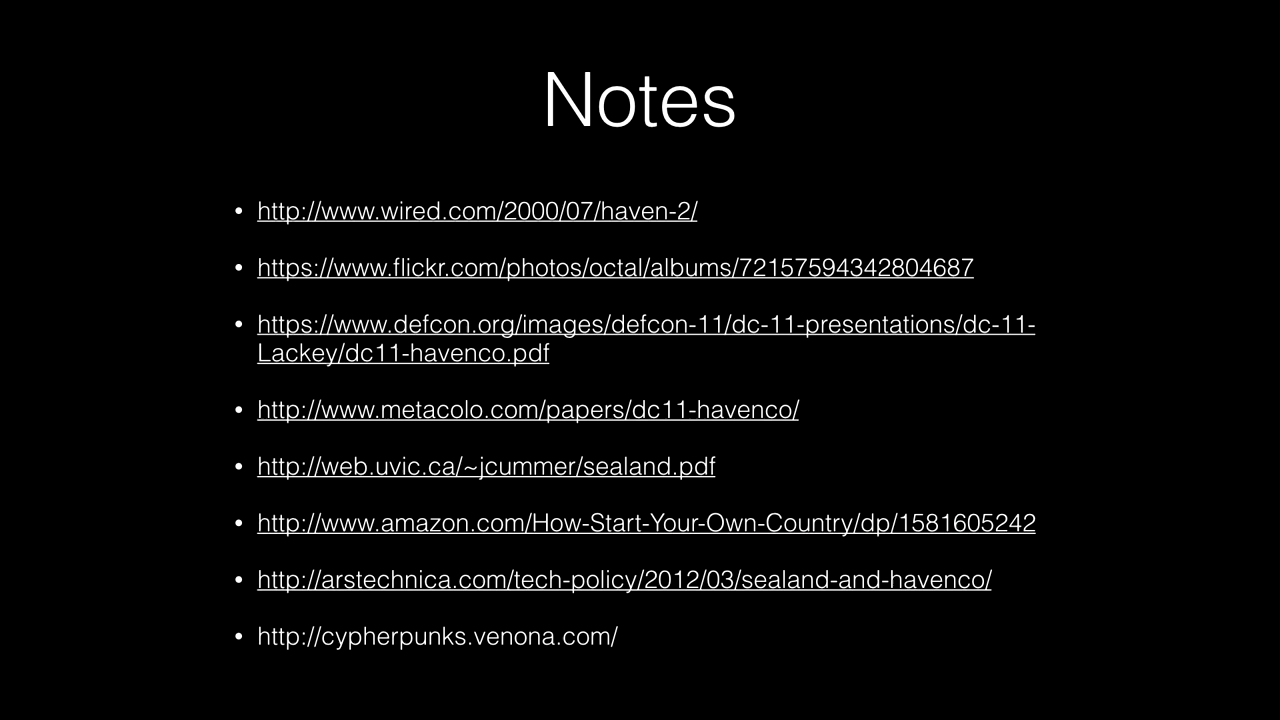 Notes
• http://www.wired.com/2000/07/haven-2/
• https://www.flickr.com/photos/octal/albums/72157594342804687
• https://www.defcon.org/images/defcon-11/dc-11-presentations/dc-11-
Lackey/dc11-havenco.pdf
• http://www.metacolo.com/papers/dc11-havenco/
• http://web.uvic.ca/~jcummer/sealand.pdf
• http://www.amazon.com/How-Start-Your-Own-Country/dp/1581605242
• http://arstechnica.com/tech-policy/2012/03/sealand-and-havenco/
• http://cypherpunks.venona.com/